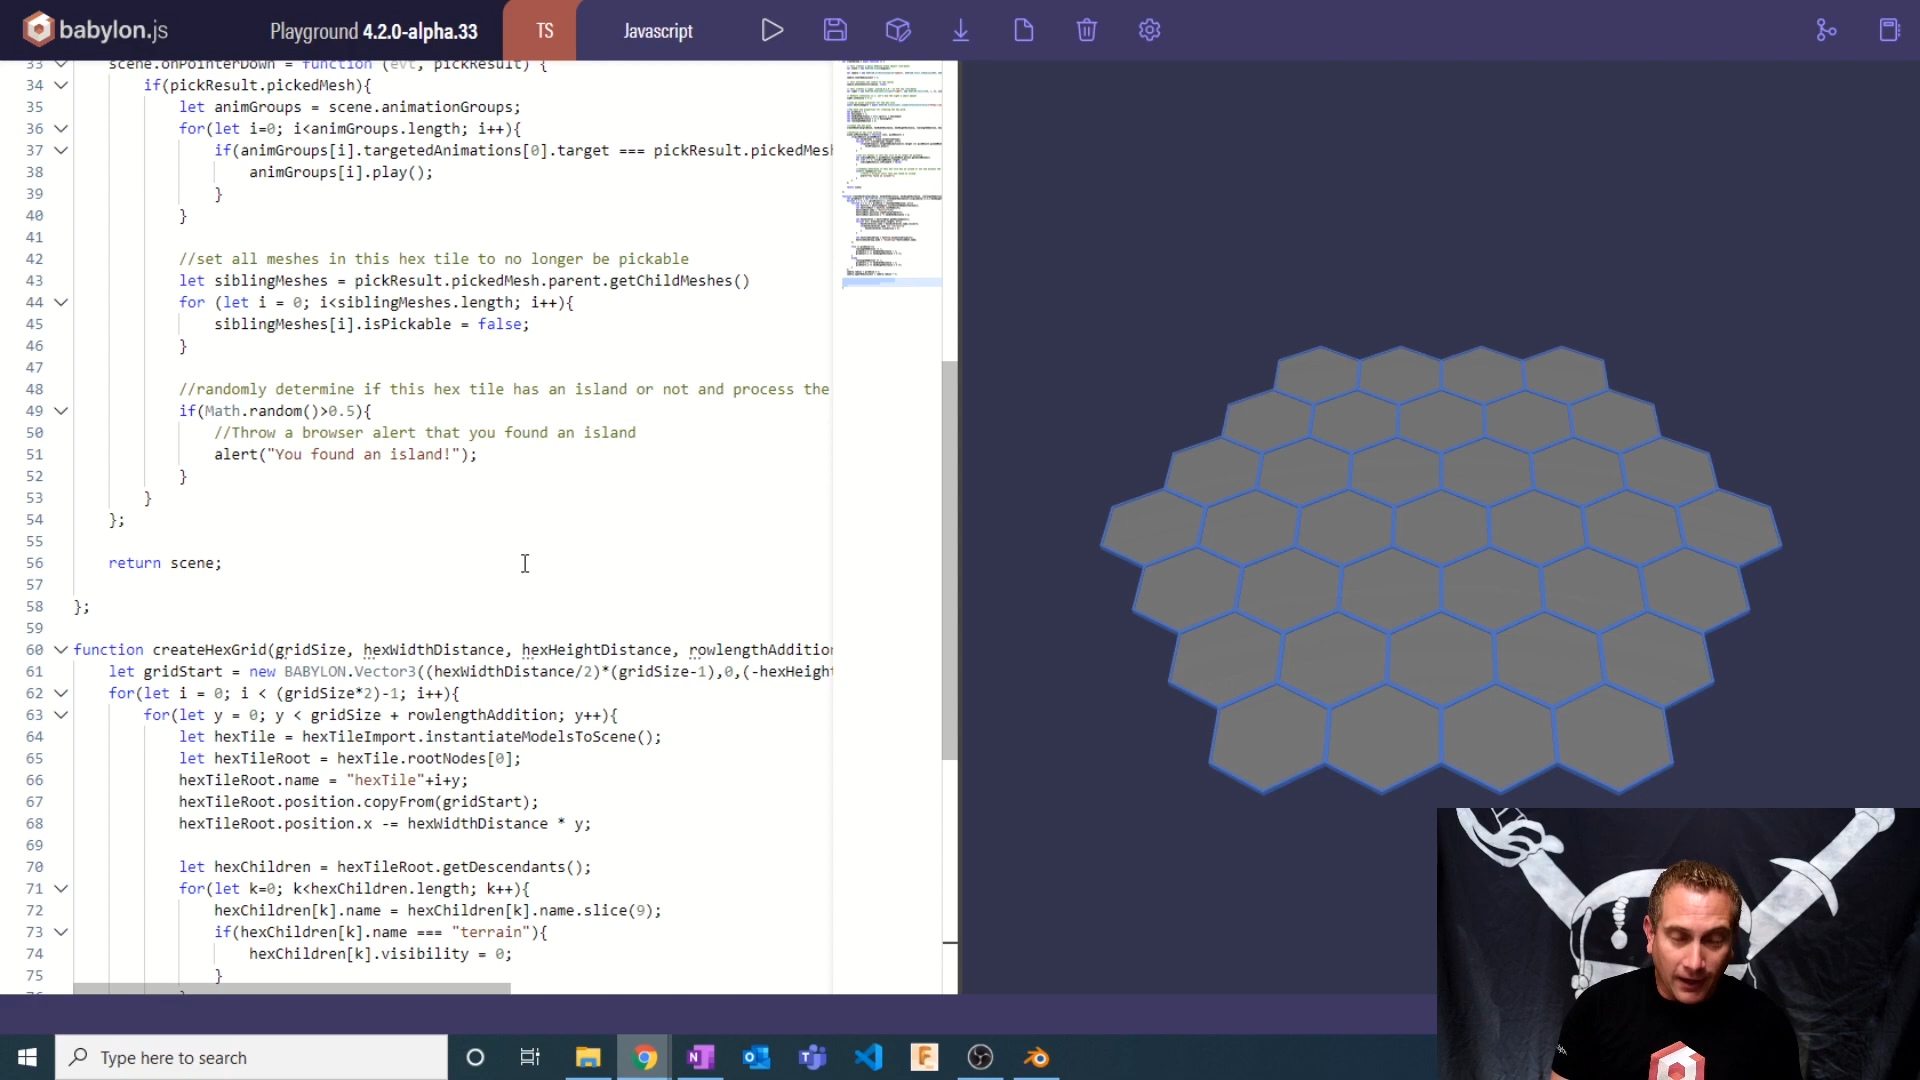 babylon.js
Playground 4.2.0-alpha.33
TS
Javascript
33 scene.onPointerDown = function (evt, pickResult) {
34 if(pickResult.pickedMesh){
35 let animGroups = scene.animationGroups;
36 for(let i=0; i<animGroups.length; i++){
37 if(animGroups[i].targetedAnimations[0].target === pickResult.pickedMesh
38 animGroups[i].play();
39 }
40 }
41
42 //set all meshes in this hex tile to no longer be pickable
43 let siblingMeshes = pickResult.pickedMesh.parent.getChildMeshes()
44 for (let i = 0; i<siblingMeshes.length; i++){
45 siblingMeshes[i].isPickable = false;
46 }
47
48 //randomly determine if this hex tile has an island or not and process the
49 if(Math.random()>0.5){
50 //Throw a browser alert that you found an island
51 alert("You found an island!");
52 }
53 }
54 };
55
56 return scene;
57
58 };
59
60 function createHexGrid(gridSize, hexWidthDistance, hexHeightDistance, rowlengthAddition
61 let gridStart = new BABYLON.Vector3((hexWidthDistance/2)*(gridSize-1),0,(-hexHeight
62 for(let i = 0; i < (gridSize*2)-1; i++){
63 for(let y = 0; y < gridSize + rowlengthAddition; y++){
64 let hexTile = hexTileImport.instantiateModelsToScene();
65 let hexTileRoot = hexTile.rootNodes[0];
66 hexTileRoot.name = "hexTile"+i+y;
67 hexTileRoot.position.copyFrom(gridStart);
68 hexTileRoot.position.x -= hexWidthDistance * y;
69
70 let hexChildren = hexTileRoot.getDescendants();
71 for(let k=0; k<hexChildren.length; k++){
72 hexChildren[k].name = hexChildren[k].name.slice(9);
73 if(hexChildren[k].name === "terrain"){
74 hexChildren[k].visibility = 0;
75 }
Type here to search